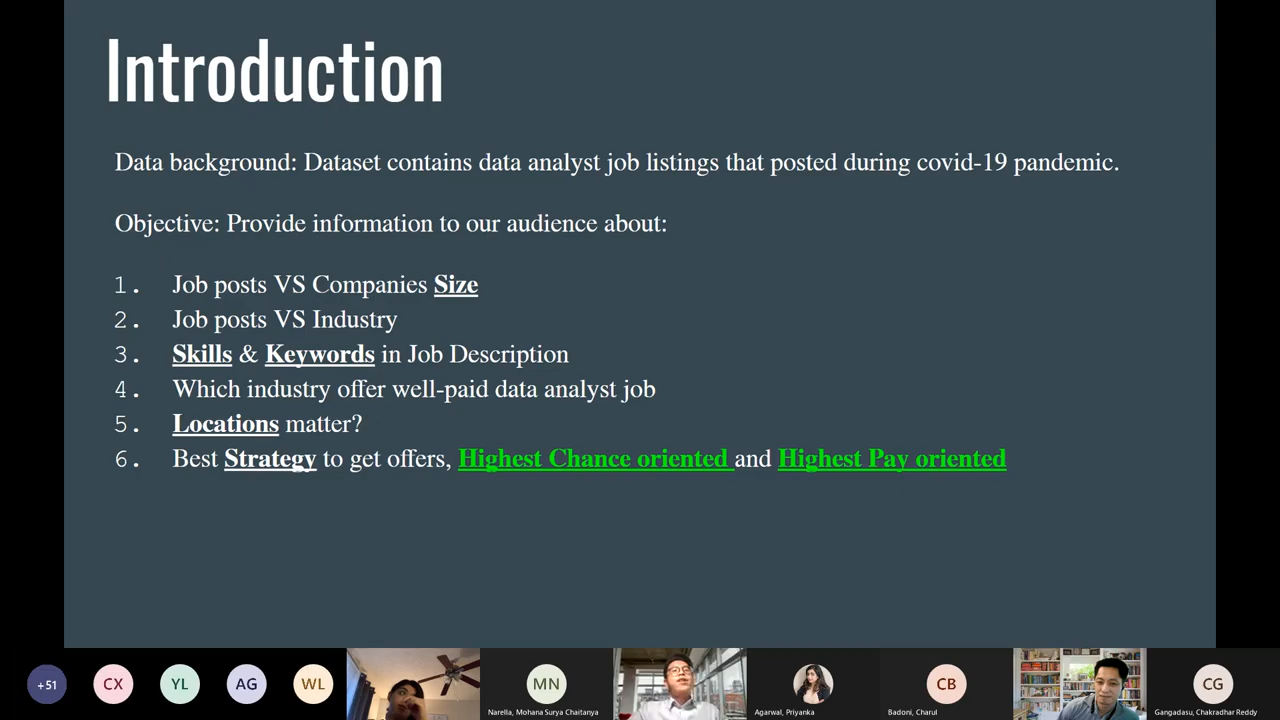 Introduction
Data background: Dataset contains data analyst job listings that posted during covid-19 pandemic.
Objective: Provide information to our audience about:
1. Job posts VS Companies Size
2. Job posts VS Industry
3. Skills & Keywords in Job Description
4. Which industry offer well-paid data analyst job
5. Locations matter?
6. Best Strategy to get offers, Highest Chance oriented and Highest Pay oriented
+51
CX
YL
AG
WL
MN
Narella, Mohana Surya Chaitanya
Agarwal, Priyanka
CB
Badoni, Charul
CG
Gangadasu, Chakradhar Reddy